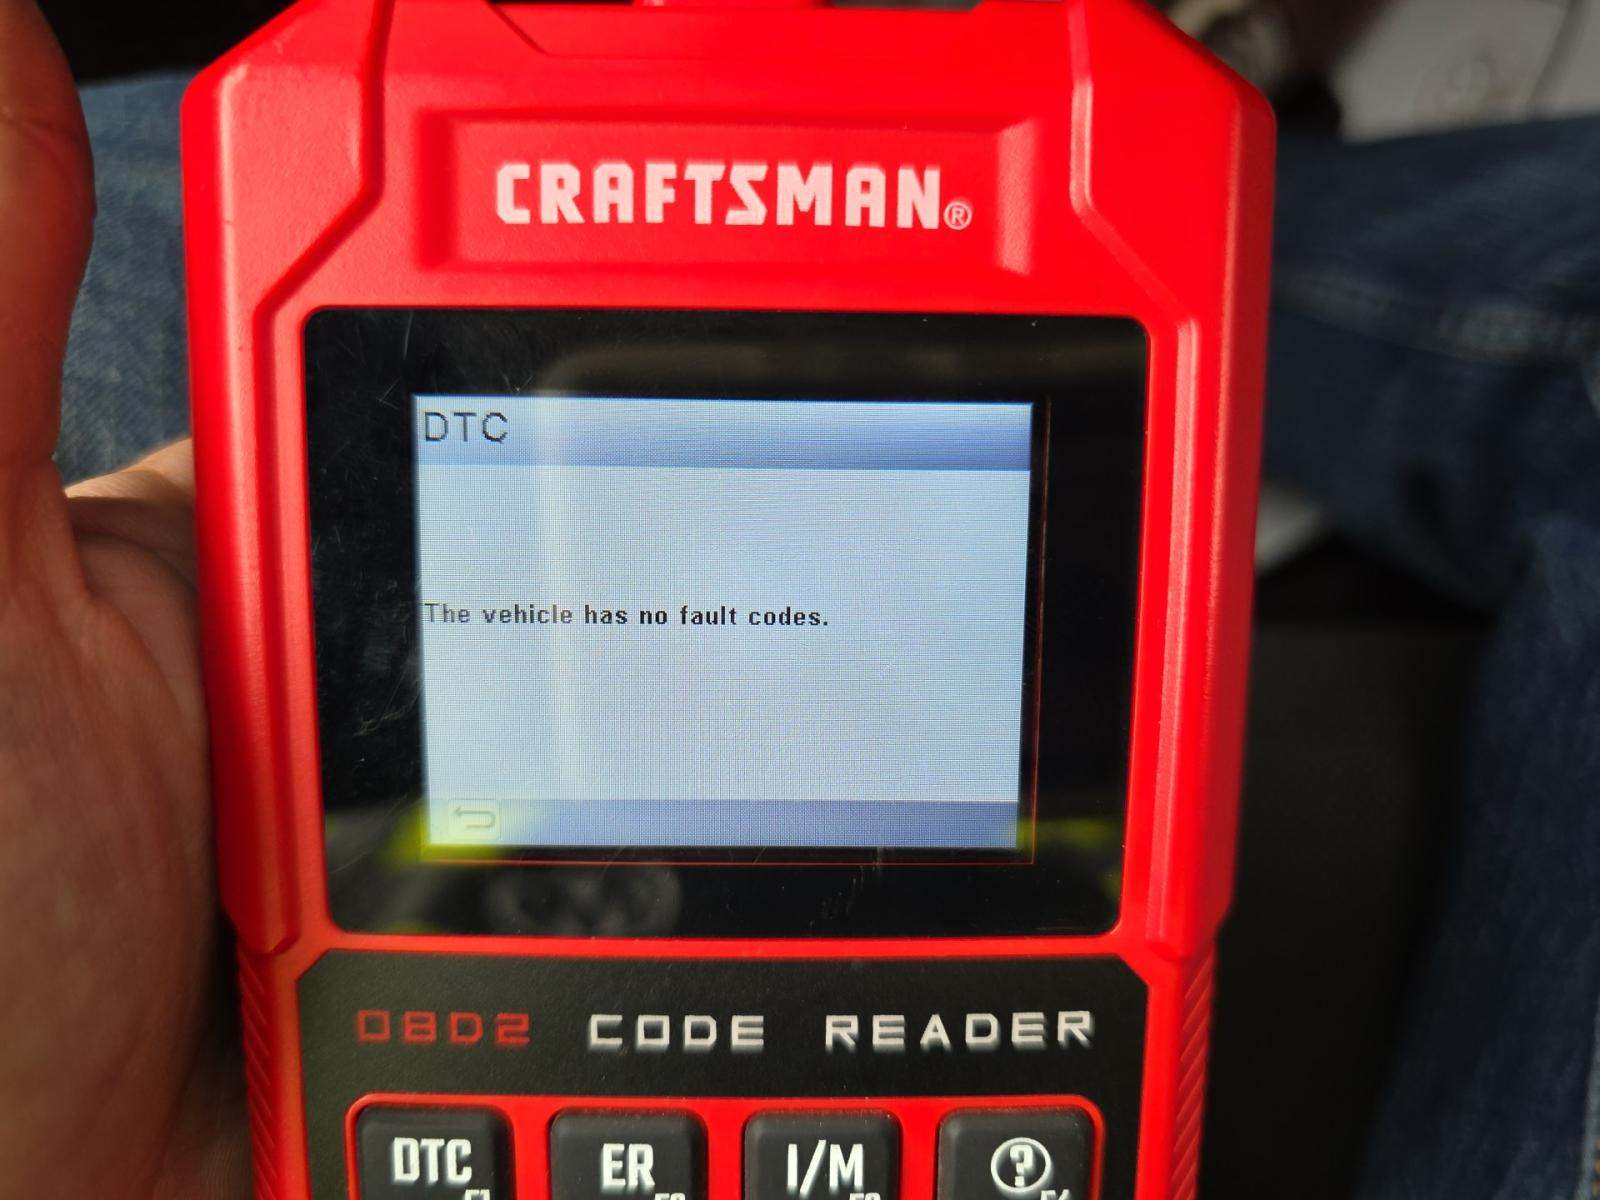 CRAFTSMAN®
DTC
The vehicle has no fault codes.
OBD2 CODE READER
DTC ER I/M ?